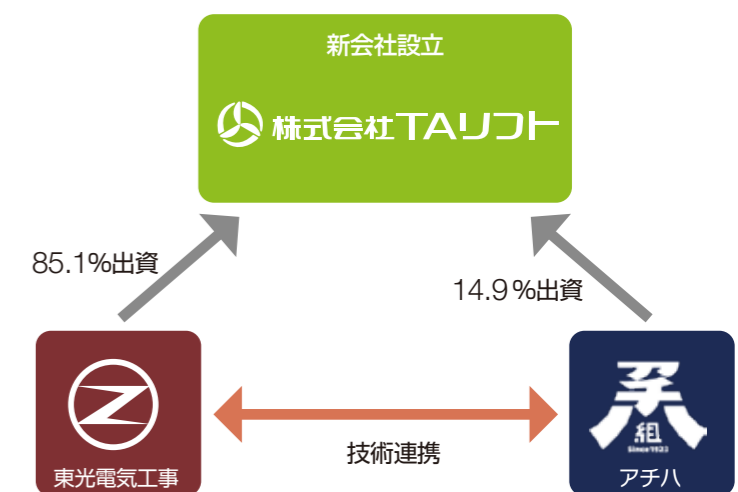 新会社設立
株式会社TAリフト
85.1%出資
14.9%出資
組
Since1923
東光電気工事
技術連携
アチハ